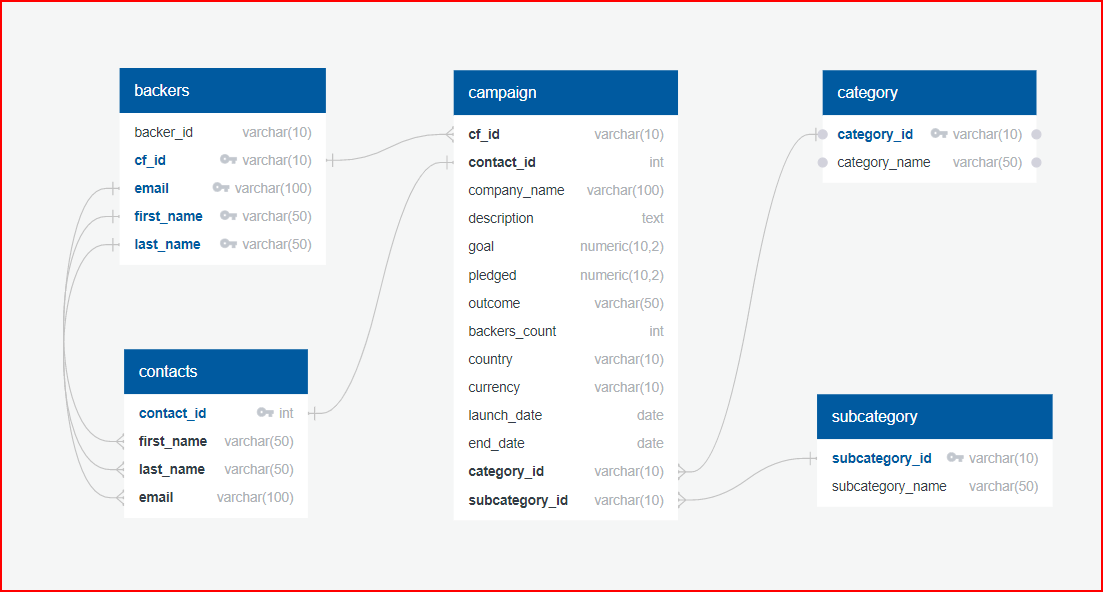 backers
backer_id varchar(10)
cf_id varchar(10)
email varchar(100)
first_name varchar(50)
last_name varchar(50)
contacts
contact_id int
first_name varchar(50)
last_name varchar(50)
email varchar(100)
campaign
cf_id varchar(10)
contact_id int
company_name varchar(100)
description text
goal numeric(10,2)
pledged numeric(10,2)
outcome varchar(50)
backers_count int
country varchar(10)
currency varchar(10)
launch_date date
end_date date
category_id varchar(10)
subcategory_id varchar(10)
category
category_id varchar(10)
category_name varchar(50)
subcategory
subcategory_id varchar(10)
subcategory_name varchar(50)